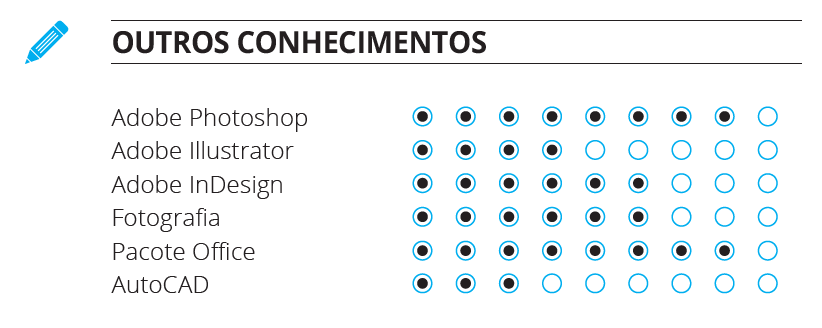 OUTROS CONHECIMENTOS
Adobe Photoshop
Adobe Illustrator
Adobe InDesign
Fotografia
Pacote Office
AutoCAD